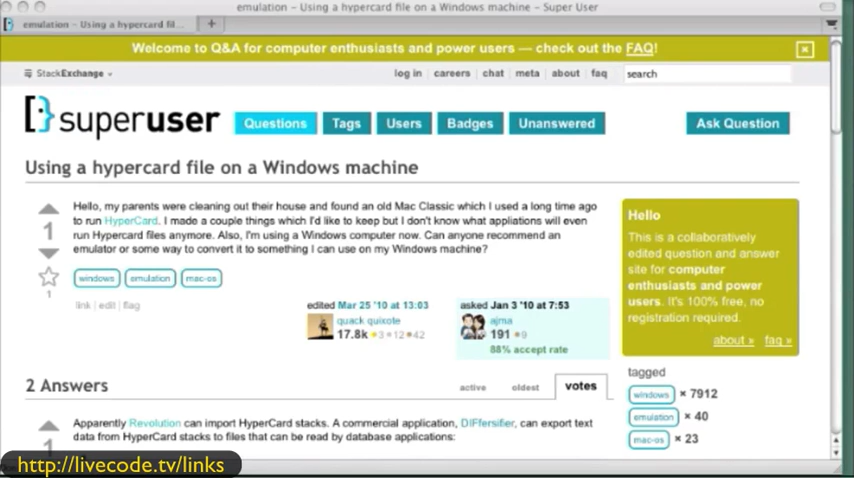 emulation – Using a hypercard file on a Windows machine – Super User
emulation – Using a hypercard fil...
Welcome to Q&A for computer enthusiasts and power users — check out the FAQ!
StackExchange
log in | careers | chat | meta | about | faq
search
superuser
Questions
Tags
Users
Badges
Unanswered
Ask Question
Using a hypercard file on a Windows machine
Hello, my parents were cleaning out their house and found an old Mac Classic which I used a long time ago
to run HyperCard. I made a couple things which I'd like to keep but I don't know what appliations will even
run Hypercard files anymore. Also, I'm using a Windows computer now. Can anyone recommend an
emulator or some way to convert it to something I can use on my Windows machine?
1
1
windows
emulation
mac-os
link | edit | flag
edited Mar 25 '10 at 13:03
quack quixote
17.8k ●3 ●12 ●42
asked Jan 3 '10 at 7:53
ajma
191 ●9
88% accept rate
Hello
This is a collaboratively
edited question and answer
site for computer
enthusiasts and power
users. It's 100% free, no
registration required.
about » faq »
tagged
windows × 7912
emulation × 40
mac-os × 23
2 Answers
active
oldest
votes
Apparently Revolution can import HyperCard stacks. A commercial application, DIFfersifier, can export text
data from HyperCard stacks to files that can be read by database applications:
1
http://livecode.tv/links